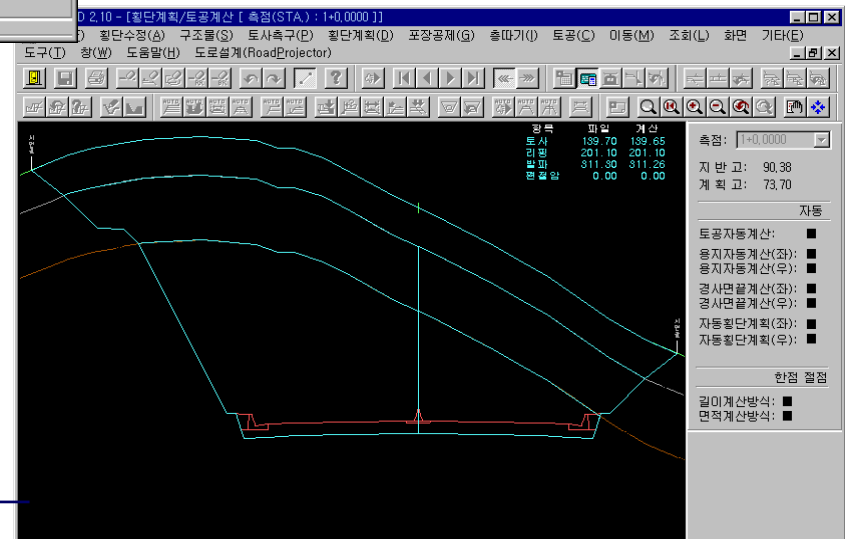 D 2,10 - [횡단계획/토공계산 [ 측점(STA,) : 1+0,0000 ]]
횡단수정(A) 구조물(S) 토사측구(P) 횡단계획(D) 포장공제(G) 층따기(I) 토공(C) 이동(M) 조회(L) 화면 기타(E)
도구(T) 창(W) 도움말(H) 도로설계(RoadProjector)
항목 파일 계산
토사 139.70 139.65
리핑 201.10 201.10
발파 311.30 311.26
편절암 0.00 0.00
측점: 1+0,0000
지 반 고: 90,38
계 획 고: 73,70
자동
토공자동계산:
용지자동계산(좌):
용지자동계산(우):
경사면끝계산(좌):
경사면끝계산(우):
자동횡단계획(좌):
자동횡단계획(우):
한점 절점
길이계산방식:
면적계산방식: